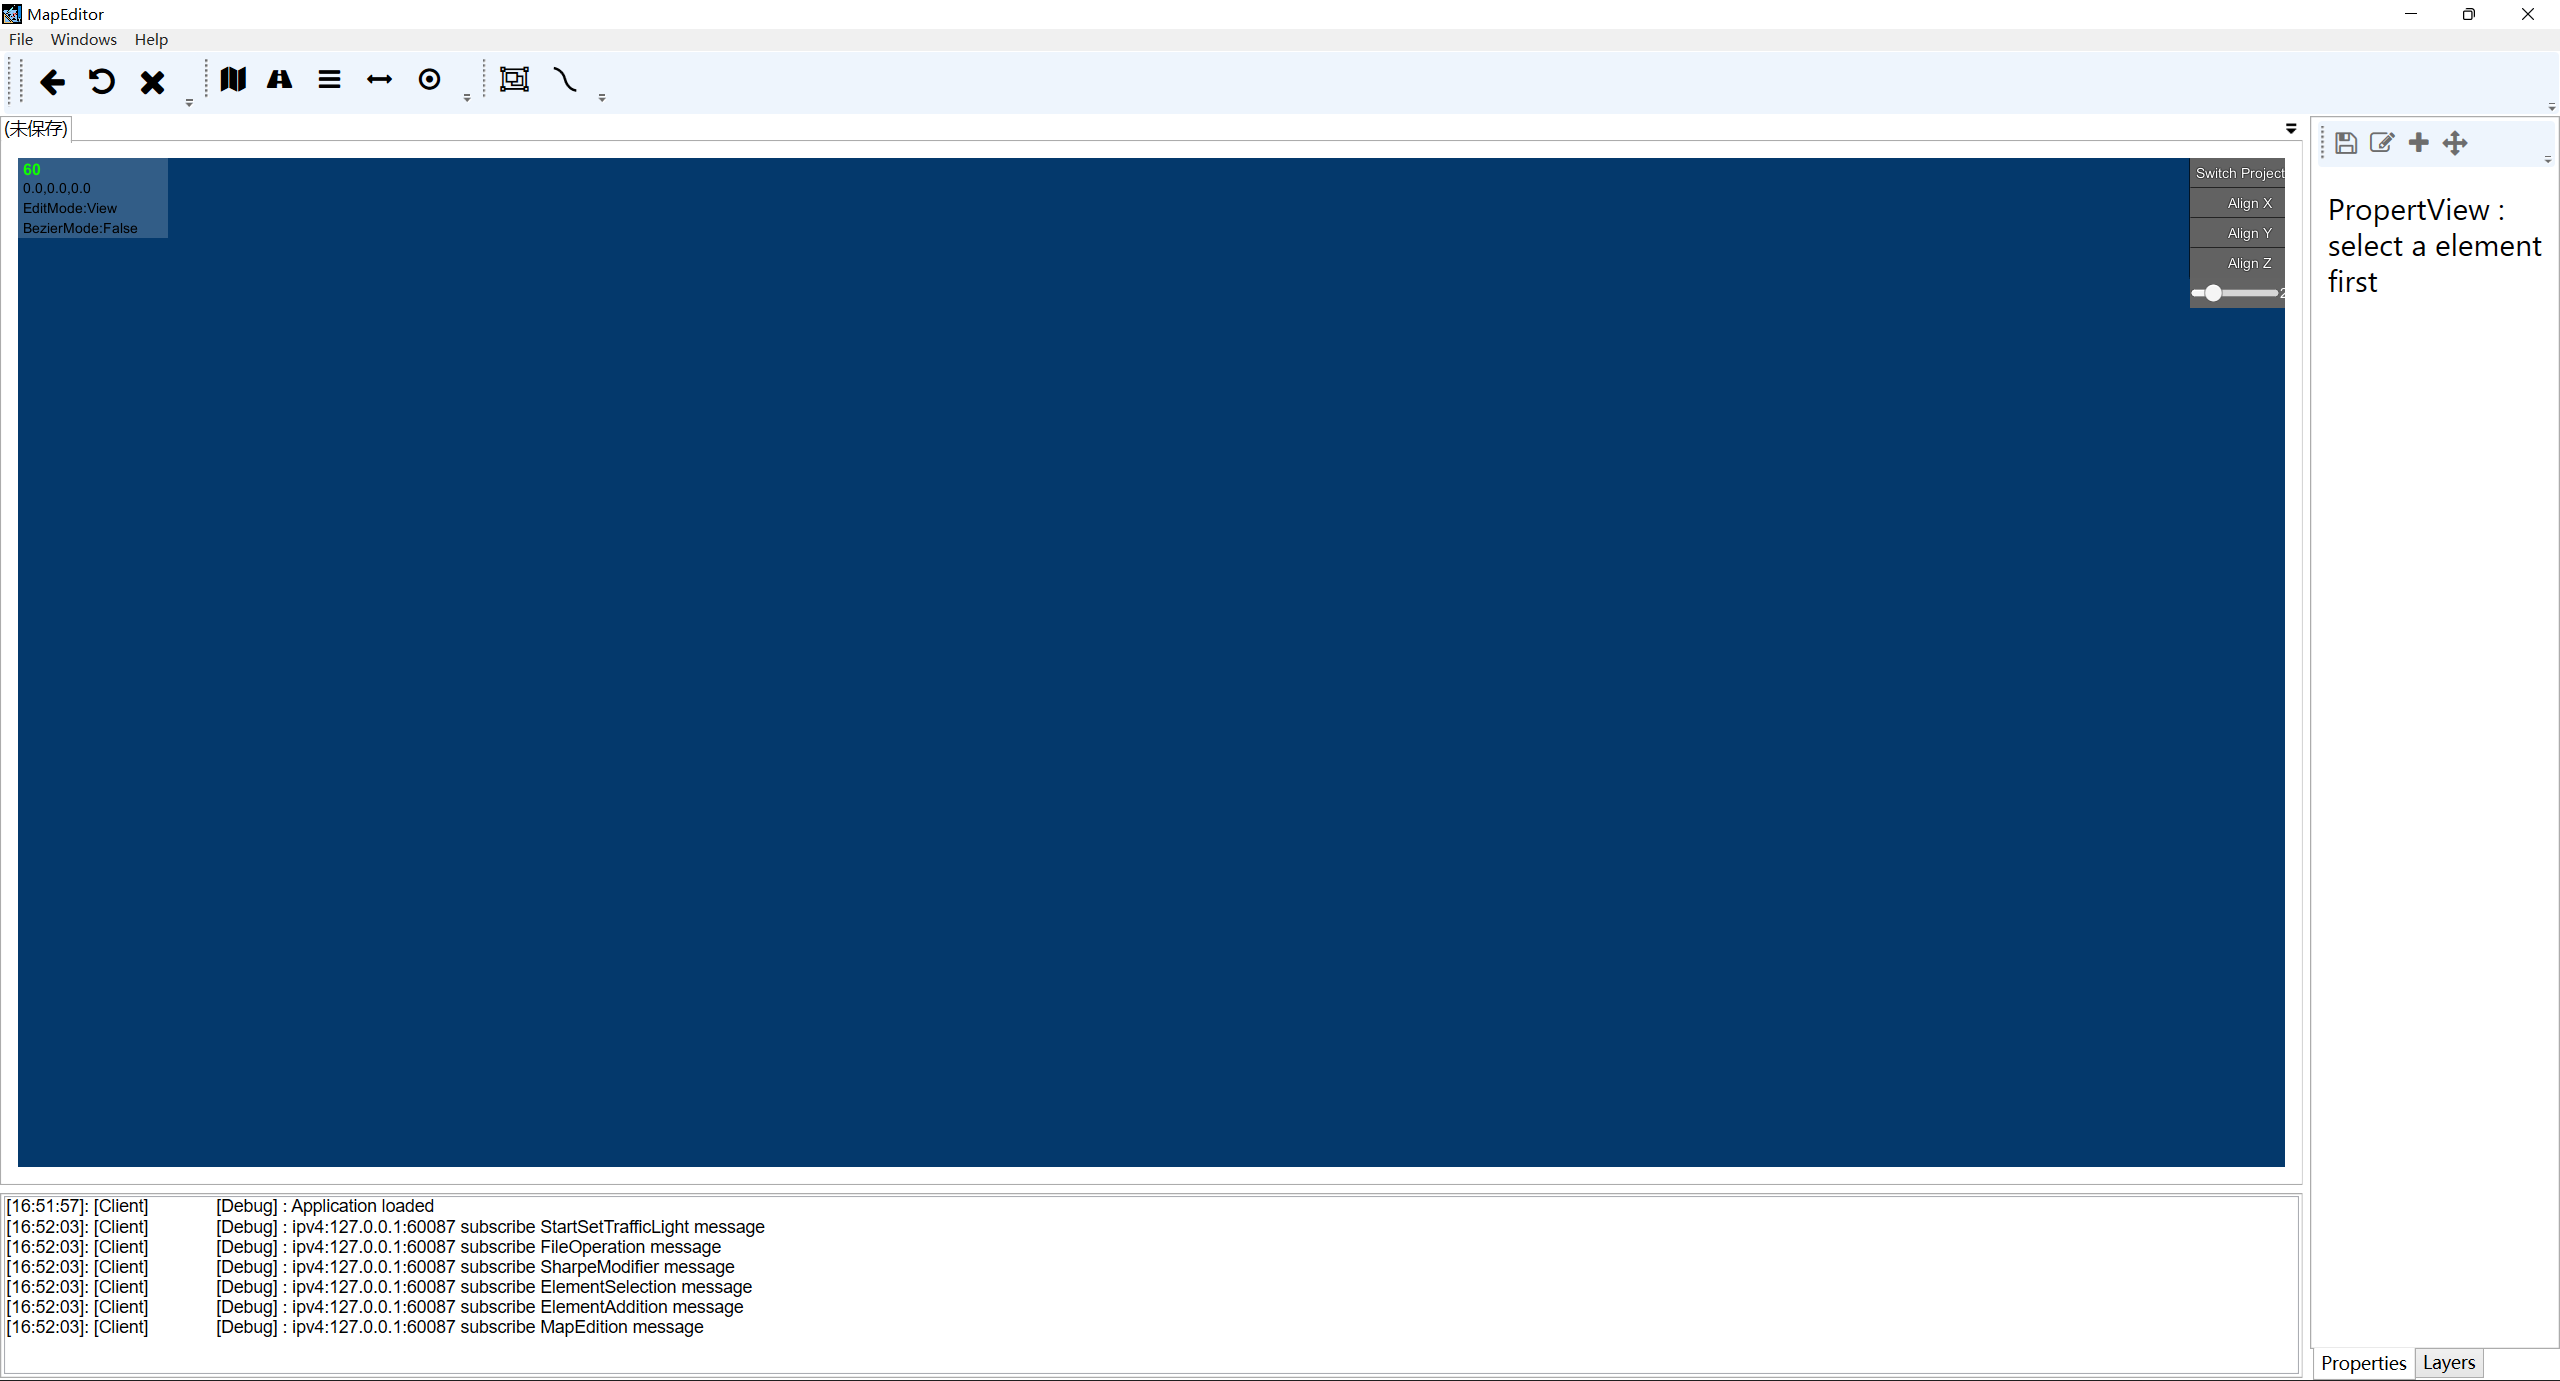 MapEditor
File Windows Help
(未保存)
60
0.0,0.0,0.0
EditMode:View
BezierMode:False
Switch Project
Align X
Align Y
Align Z
2
PropertView :
select a element
first
[16:51:57]: [Client] [Debug] : Application loaded
[16:52:03]: [Client] [Debug] : ipv4:127.0.0.1:60087 subscribe StartSetTrafficLight message
[16:52:03]: [Client] [Debug] : ipv4:127.0.0.1:60087 subscribe FileOperation message
[16:52:03]: [Client] [Debug] : ipv4:127.0.0.1:60087 subscribe SharpeModifier message
[16:52:03]: [Client] [Debug] : ipv4:127.0.0.1:60087 subscribe ElementSelection message
[16:52:03]: [Client] [Debug] : ipv4:127.0.0.1:60087 subscribe ElementAddition message
[16:52:03]: [Client] [Debug] : ipv4:127.0.0.1:60087 subscribe MapEdition message
Properties Layers